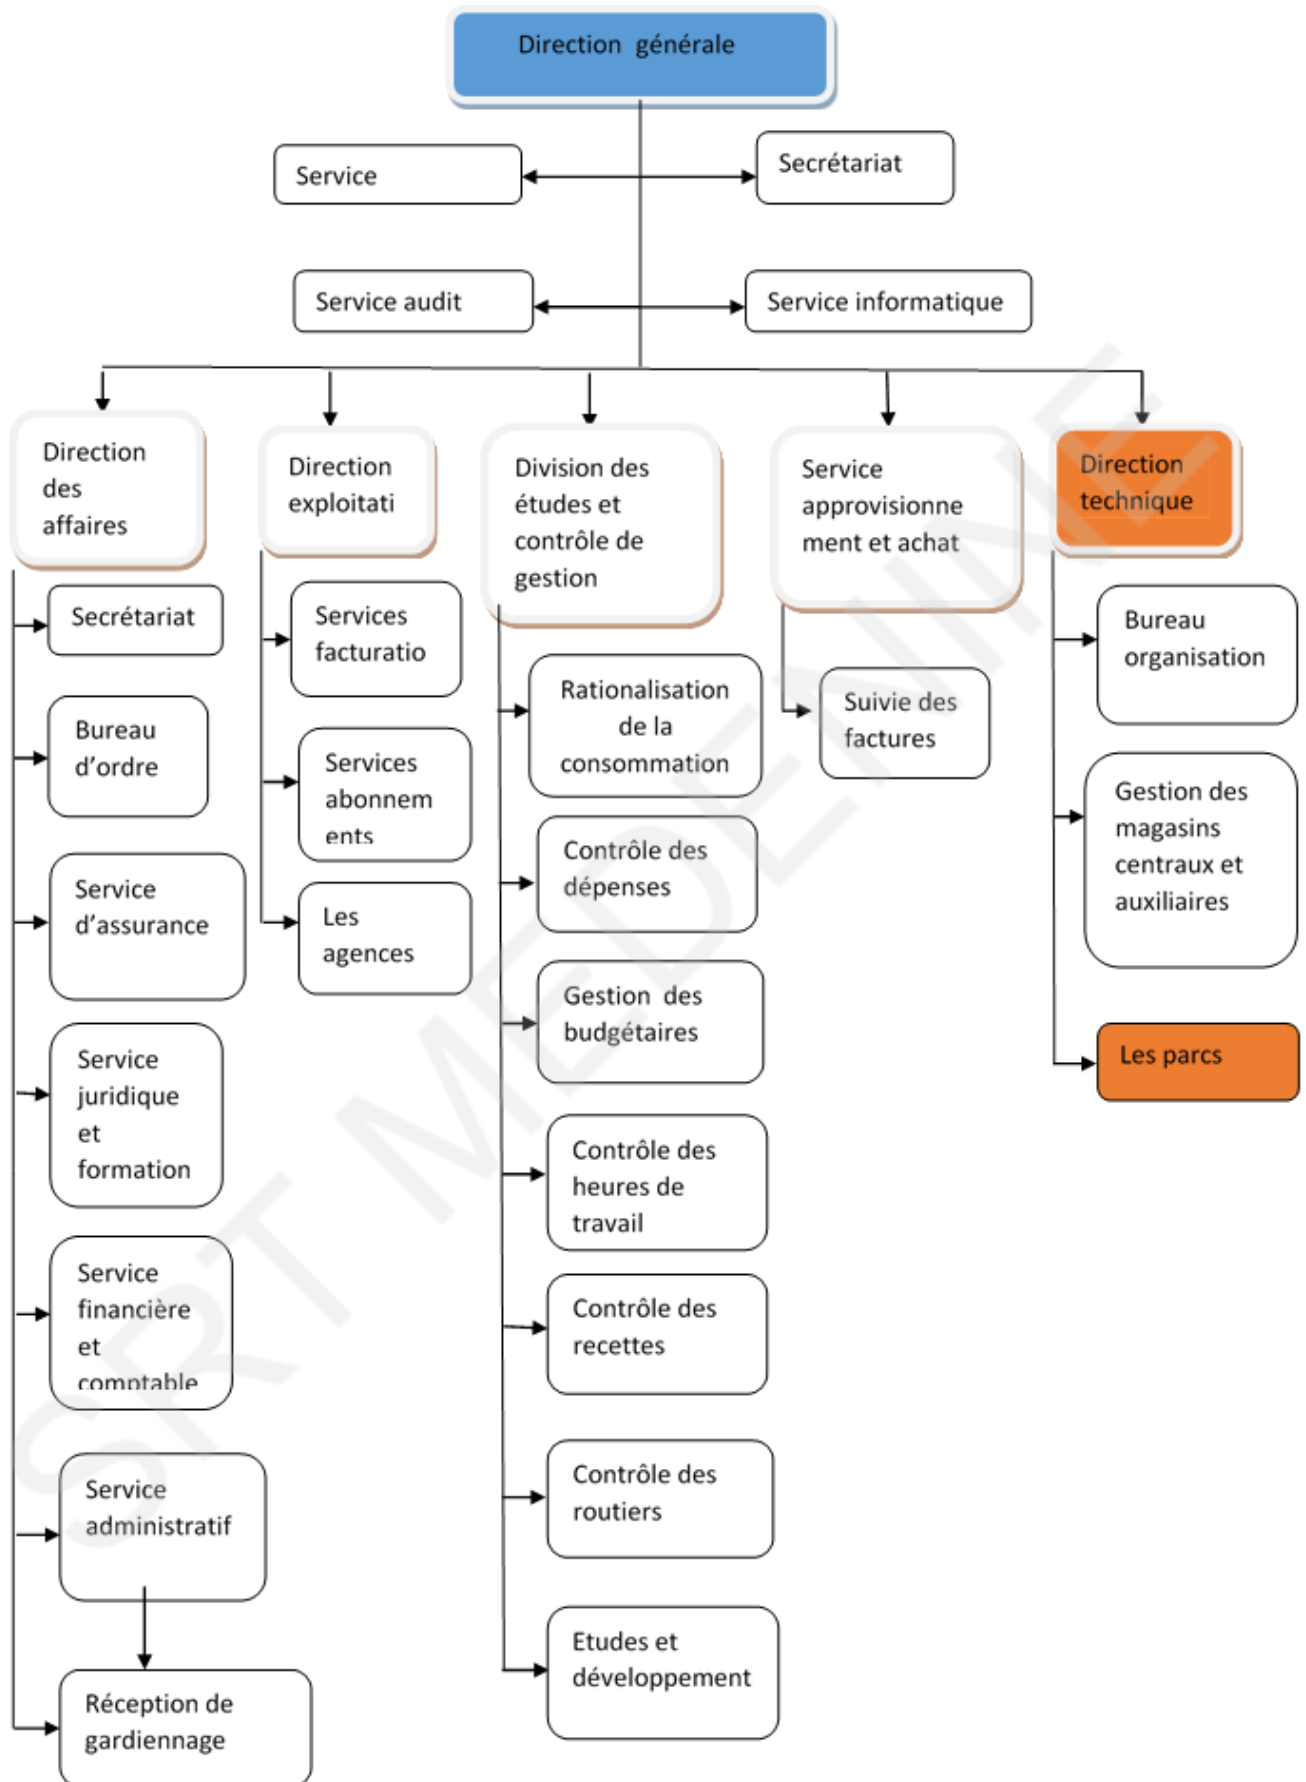 Direction  générale
Service
Secrétariat
Service audit
Service informatique
Direction
des
affaires
Secrétariat
Bureau
d’ordre
Service
d’assurance
Service
juridique
et
formation
Service
financière
et
comptable
Service
administratif
Réception de
gardiennage
Direction
exploitati
Services
facturatio
Services
abonnem
ents
Les
agences
Division des
études et
contrôle de
gestion
Rationalisation
de la
consommation
Contrôle des
dépenses
Gestion  des
budgétaires
Contrôle des
heures de
travail
Contrôle des
recettes
Contrôle des
routiers
Etudes et
développement
Service
approvisionne
ment et achat
Suivie des
factures
Direction
technique
Bureau
organisation
Gestion des
magasins
centraux et
auxiliaires
Les parcs
SRT MEDENINE